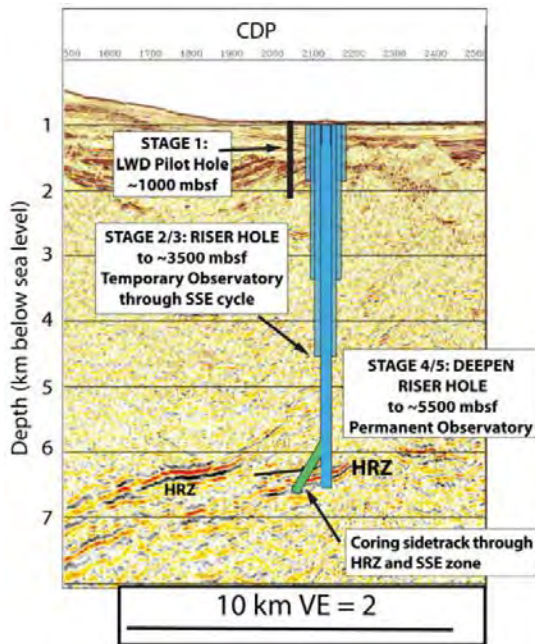 CDP
500 1600 1700 1800 1900 2000 2100 2200 2300 2400 2500
Depth (km below sea level)
1
2
3
4
5
6
7
STAGE 1:
LWD Pilot Hole
~1000 mbsf
STAGE 2/3: RISER HOLE
to ~3500 mbsf
Temporary Observatory
through SSE cycle
STAGE 4/5: DEEPEN
RISER HOLE
to ~5500 mbsf
Permanent Observatory
HRZ
HRZ
Coring sidetrack through
HRZ and SSE zone
10 km VE = 2